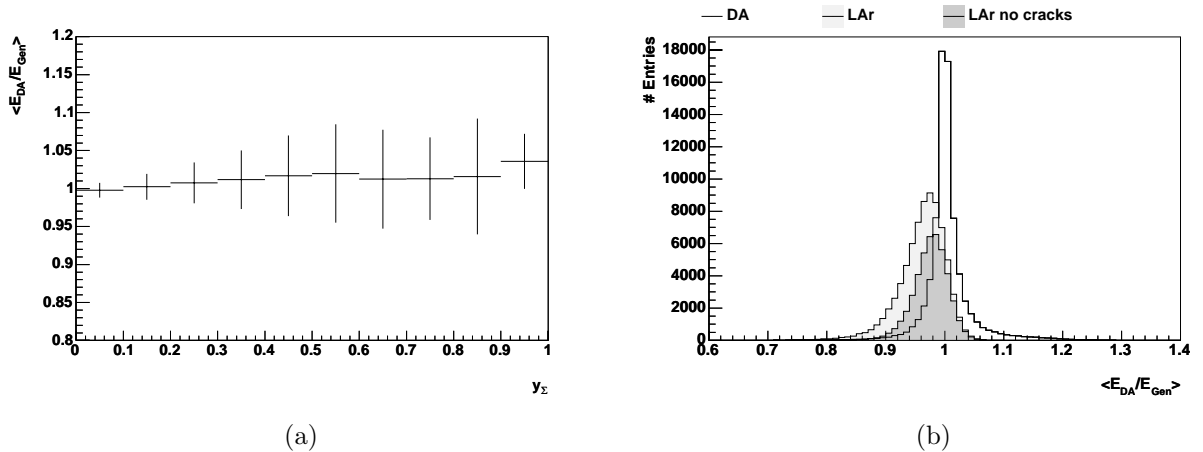 DA LAr LAr no cracks
<E_DA/E_Gen>
1.2
1.15
1.1
1.05
1
0.95
0.9
0.85
0.8
0 0.1 0.2 0.3 0.4 0.5 0.6 0.7 0.8 0.9 1
y_Σ
(a)
# Entries
18000
16000
14000
12000
10000
8000
6000
4000
2000
0
0.6 0.7 0.8 0.9 1 1.1 1.2 1.3 1.4
<E_DA/E_Gen>
(b)